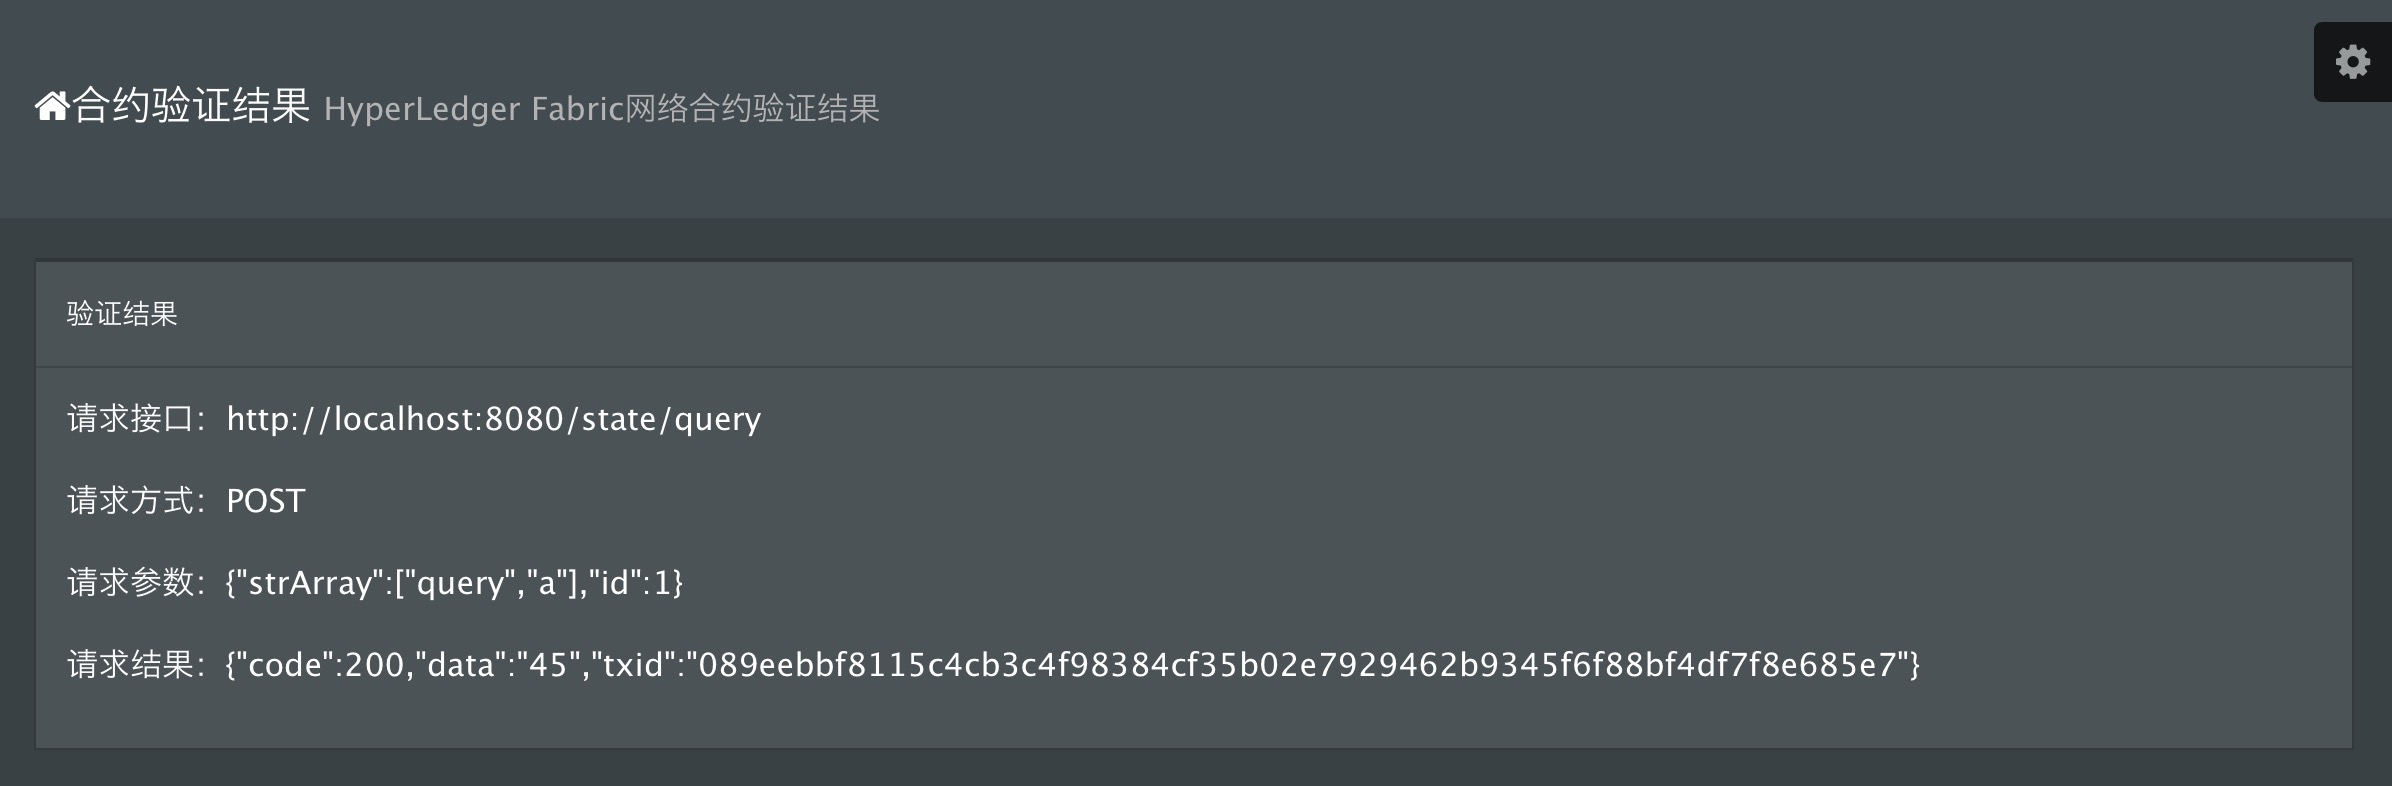 合约验证结果 HyperLedger Fabric网络合约验证结果
验证结果
请求接口：http://localhost:8080/state/query
请求方式：POST
请求参数：{"strArray":["query","a"],"id":1}
请求结果：{"code":200,"data":"45","txid":"089eebbf8115c4cb3c4f98384cf35b02e7929462b9345f6f88bf4df7f8e685e7"}